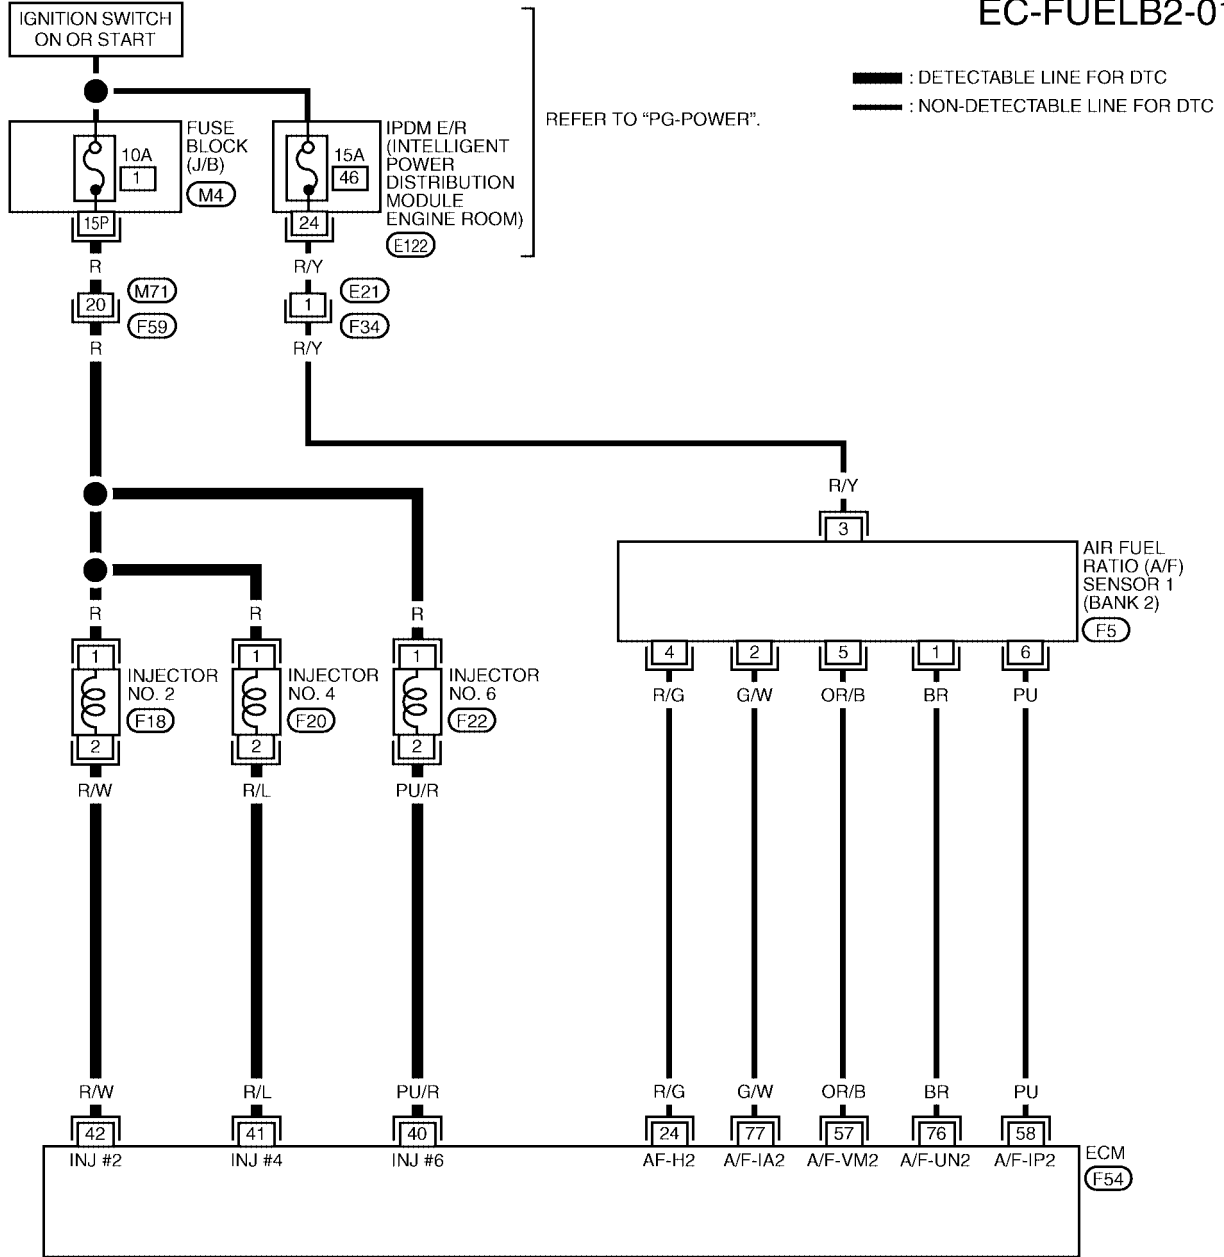 EC-FUELB2-01
IGNITION SWITCH
ON OR START
: DETECTABLE LINE FOR DTC
: NON-DETECTABLE LINE FOR DTC
REFER TO “PG-POWER”.
10A
1
FUSE
BLOCK
(J/B)
M4
15A
46
IPDM E/R
(INTELLIGENT
POWER
DISTRIBUTION
MODULE
ENGINE ROOM)
E122
15P
24
R
R/Y
20
M71
F59
1
E21
F34
R
R/Y
R/Y
3
AIR FUEL
RATIO (A/F)
SENSOR 1
(BANK 2)
F5
R
R
R
1
1
1
INJECTOR
NO. 2
F18
INJECTOR
NO. 4
F20
INJECTOR
NO. 6
F22
2
2
2
4
2
5
1
6
R/G
G/W
OR/B
BR
PU
R/W
R/L
PU/R
R/W
R/L
PU/R
R/G
G/W
OR/B
BR
PU
42
41
40
24
77
57
76
58
INJ #2
INJ #4
INJ #6
AF-H2
A/F-IA2
A/F-VM2
A/F-UN2
A/F-IP2
ECM
F54